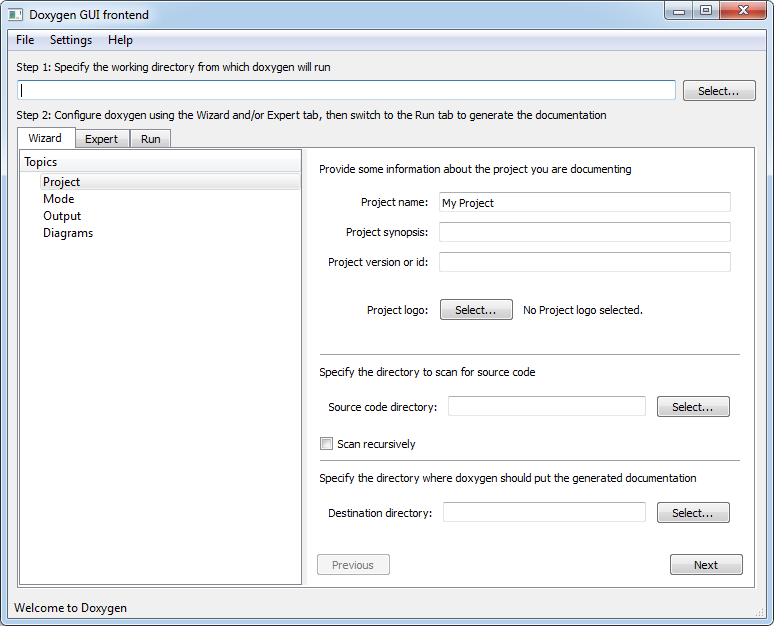 Doxygen GUI frontend
File Settings Help
Step 1: Specify the working directory from which doxygen will run
Select...
Step 2: Configure doxygen using the Wizard and/or Expert tab, then switch to the Run tab to generate the documentation
Wizard Expert Run
Topics
Project
Mode
Output
Diagrams
Provide some information about the project you are documenting
Project name: My Project
Project synopsis:
Project version or id:
Project logo: Select... No Project logo selected.
Specify the directory to scan for source code
Source code directory: Select...
Scan recursively
Specify the directory where doxygen should put the generated documentation
Destination directory: Select...
Previous Next
Welcome to Doxygen